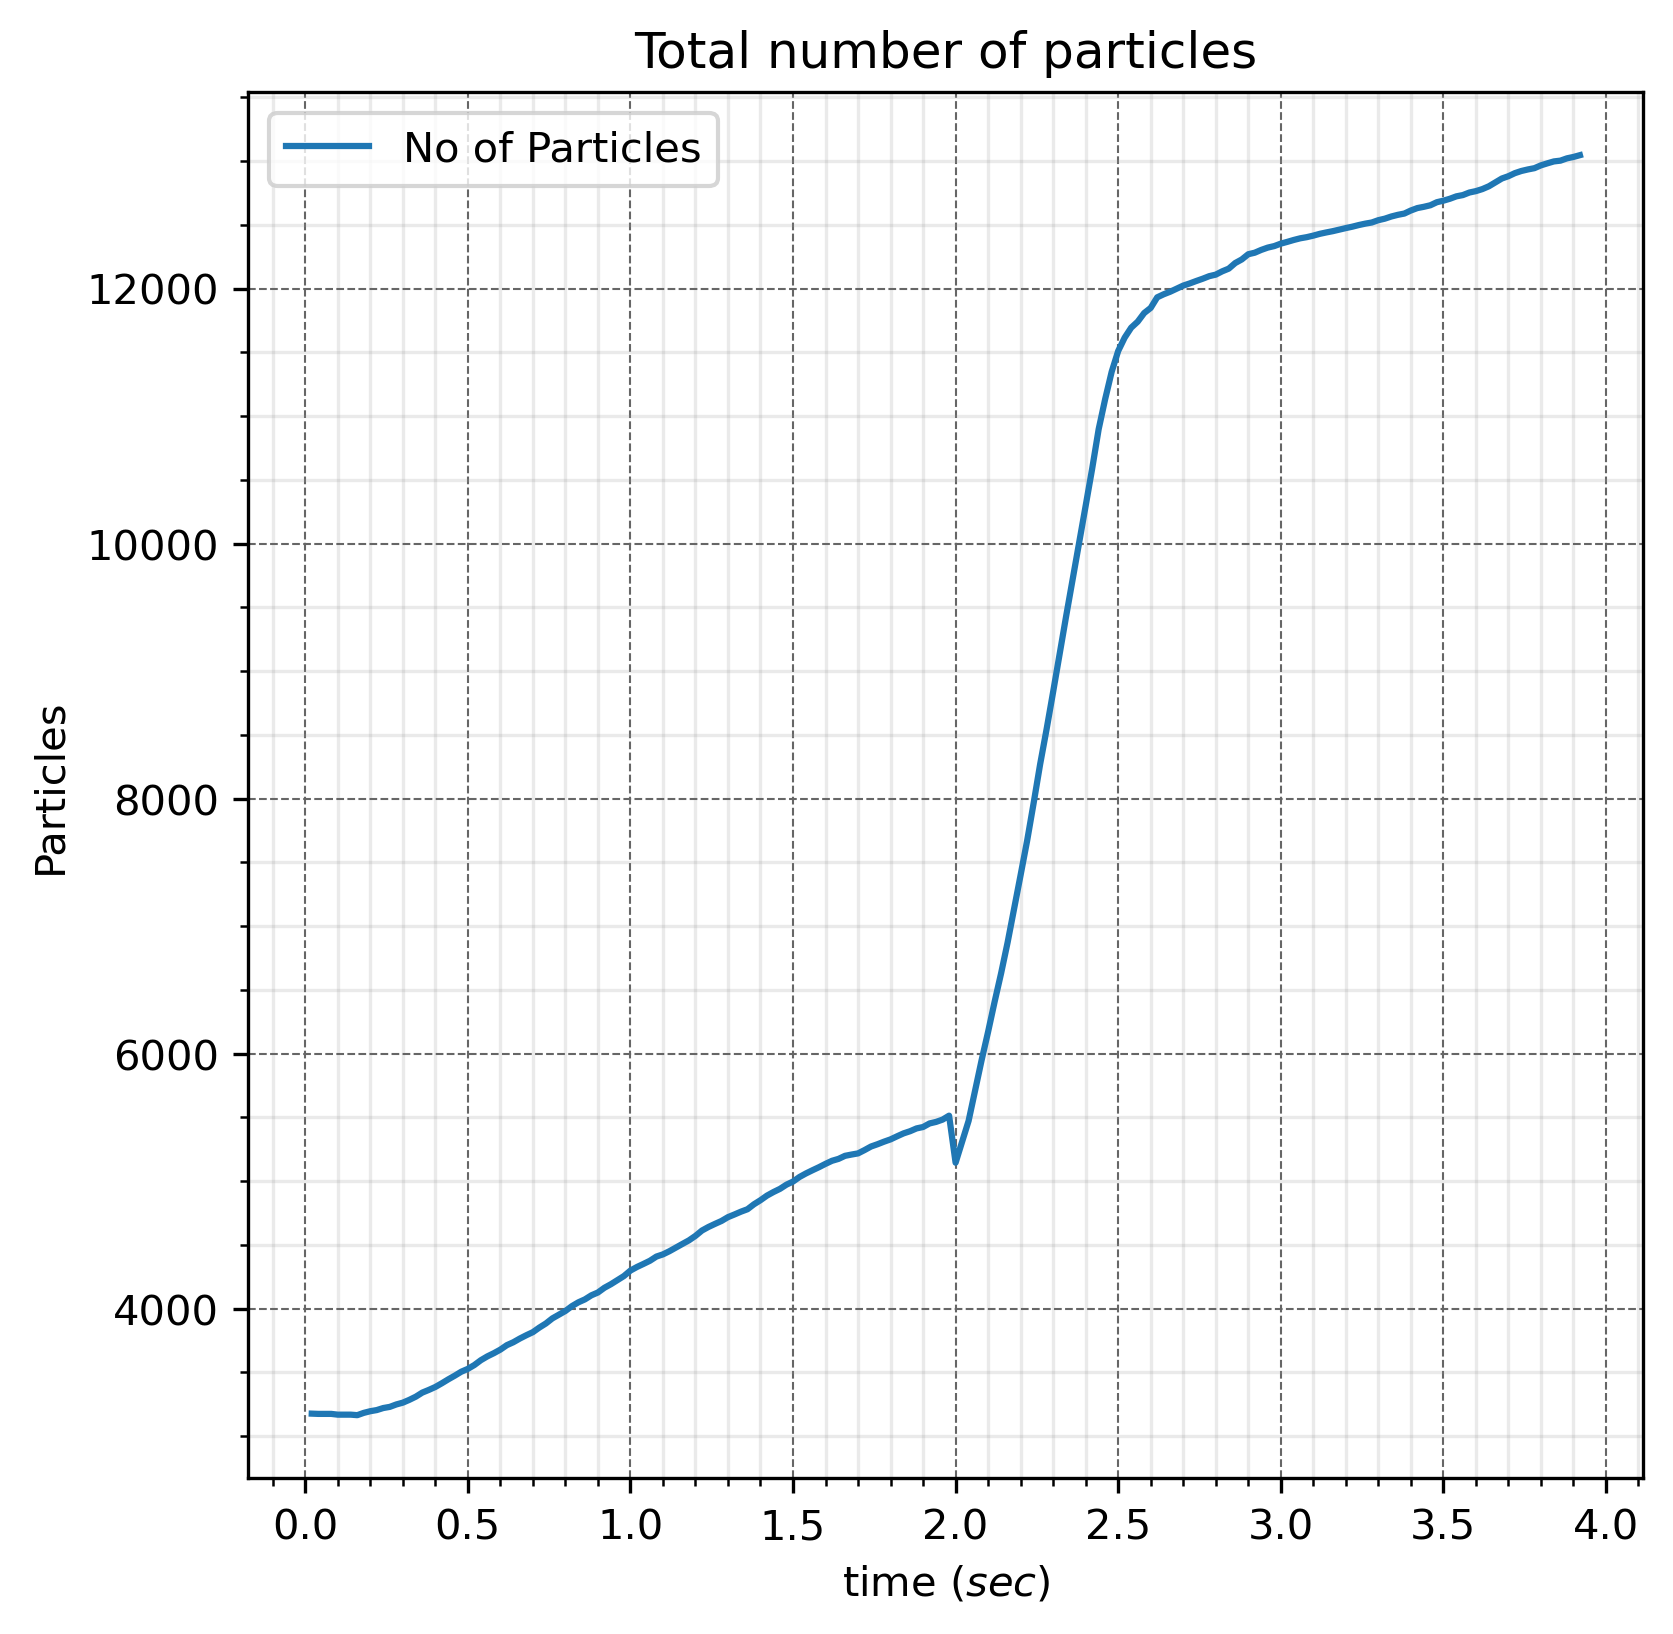 Total number of particles
No of Particles
12000
10000
8000
6000
4000
Particles
0.0 0.5 1.0 1.5 2.0 2.5 3.0 3.5 4.0
time (sec)